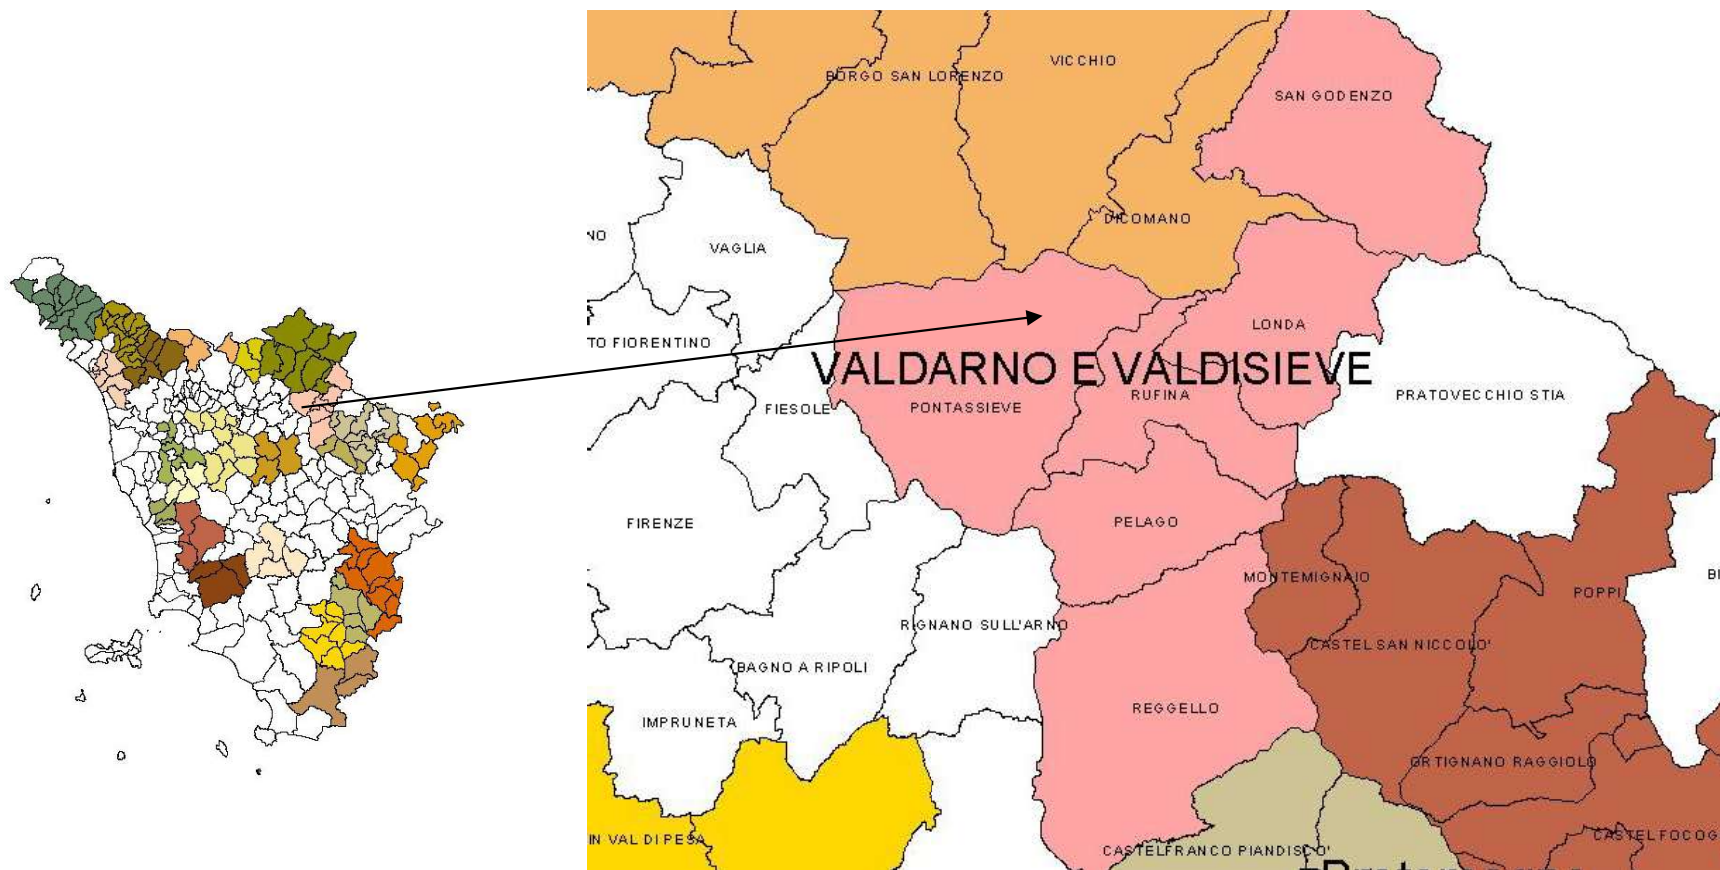 VICCHIO
BORGO SAN LORENZO
SAN GODENZO
DICOMANO
NO
VAGLIA
LONDA
TO FIORENTINO
VALDARNO E VALDISIEVE
RUFINA
PRATOVECCHIO STIA
FIESOLE
PONTASSIEVE
FIRENZE
PELAGO
MONTEMIGNAIO
BI
POPPI
RIGNANO SULL'ARNO
CASTEL SAN NICCOLO'
BAGNO A RIPOLI
REGGELLO
IMPRUNETA
ORTIGNANO RAGGIOLO
IN VAL DI PESA
CASTEL FOCOG
CASTELFRANCO PIANDISCO'